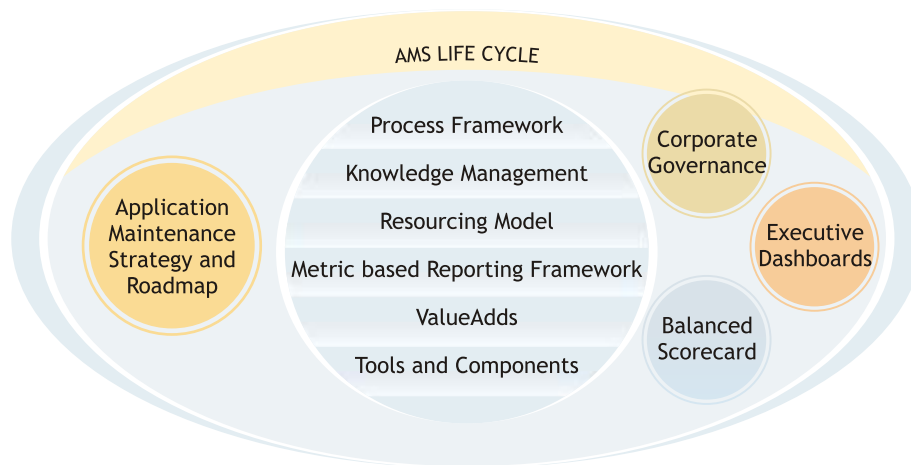 AMS LIFE CYCLE
Application
Maintenance
Strategy and
Roadmap
Process Framework
Knowledge Management
Resourcing Model
Metric based Reporting Framework
ValueAdds
Tools and Components
Corporate
Governance
Executive
Dashboards
Balanced
Scorecard